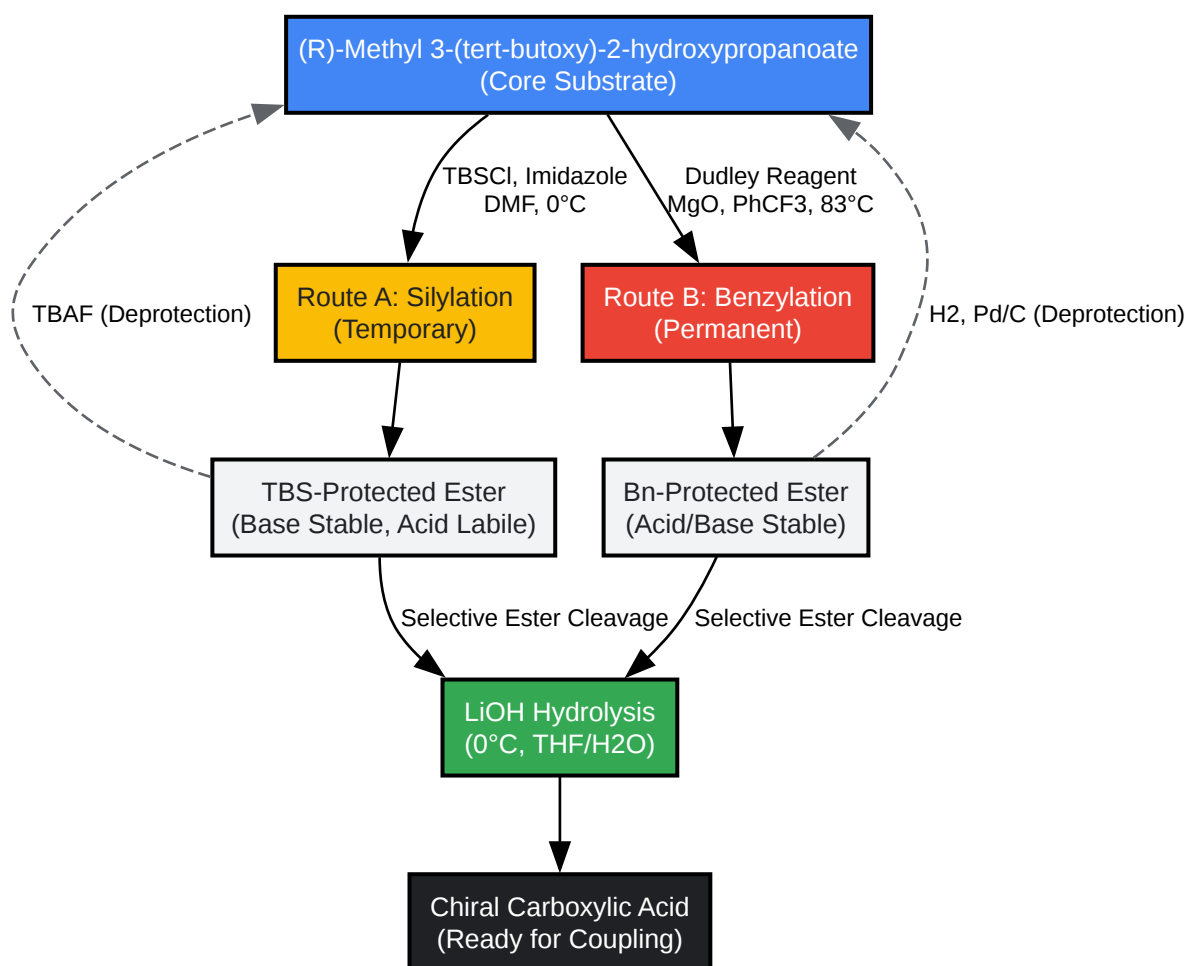 (R)-Methyl 3-(tert-butoxy)-2-hydroxypropanoate
(Core Substrate)
TBSCl, Imidazole
DMF, 0°C
Dudley Reagent
MgO, PhCF3, 83°C
Route A: Silylation
(Temporary)
Route B: Benzylation
(Permanent)
TBAF (Deprotection)
H2, Pd/C (Deprotection)
TBS-Protected Ester
(Base Stable, Acid Labile)
Bn-Protected Ester
(Acid/Base Stable)
Selective Ester Cleavage
Selective Ester Cleavage
LiOH Hydrolysis
(0°C, THF/H2O)
Chiral Carboxylic Acid
(Ready for Coupling)